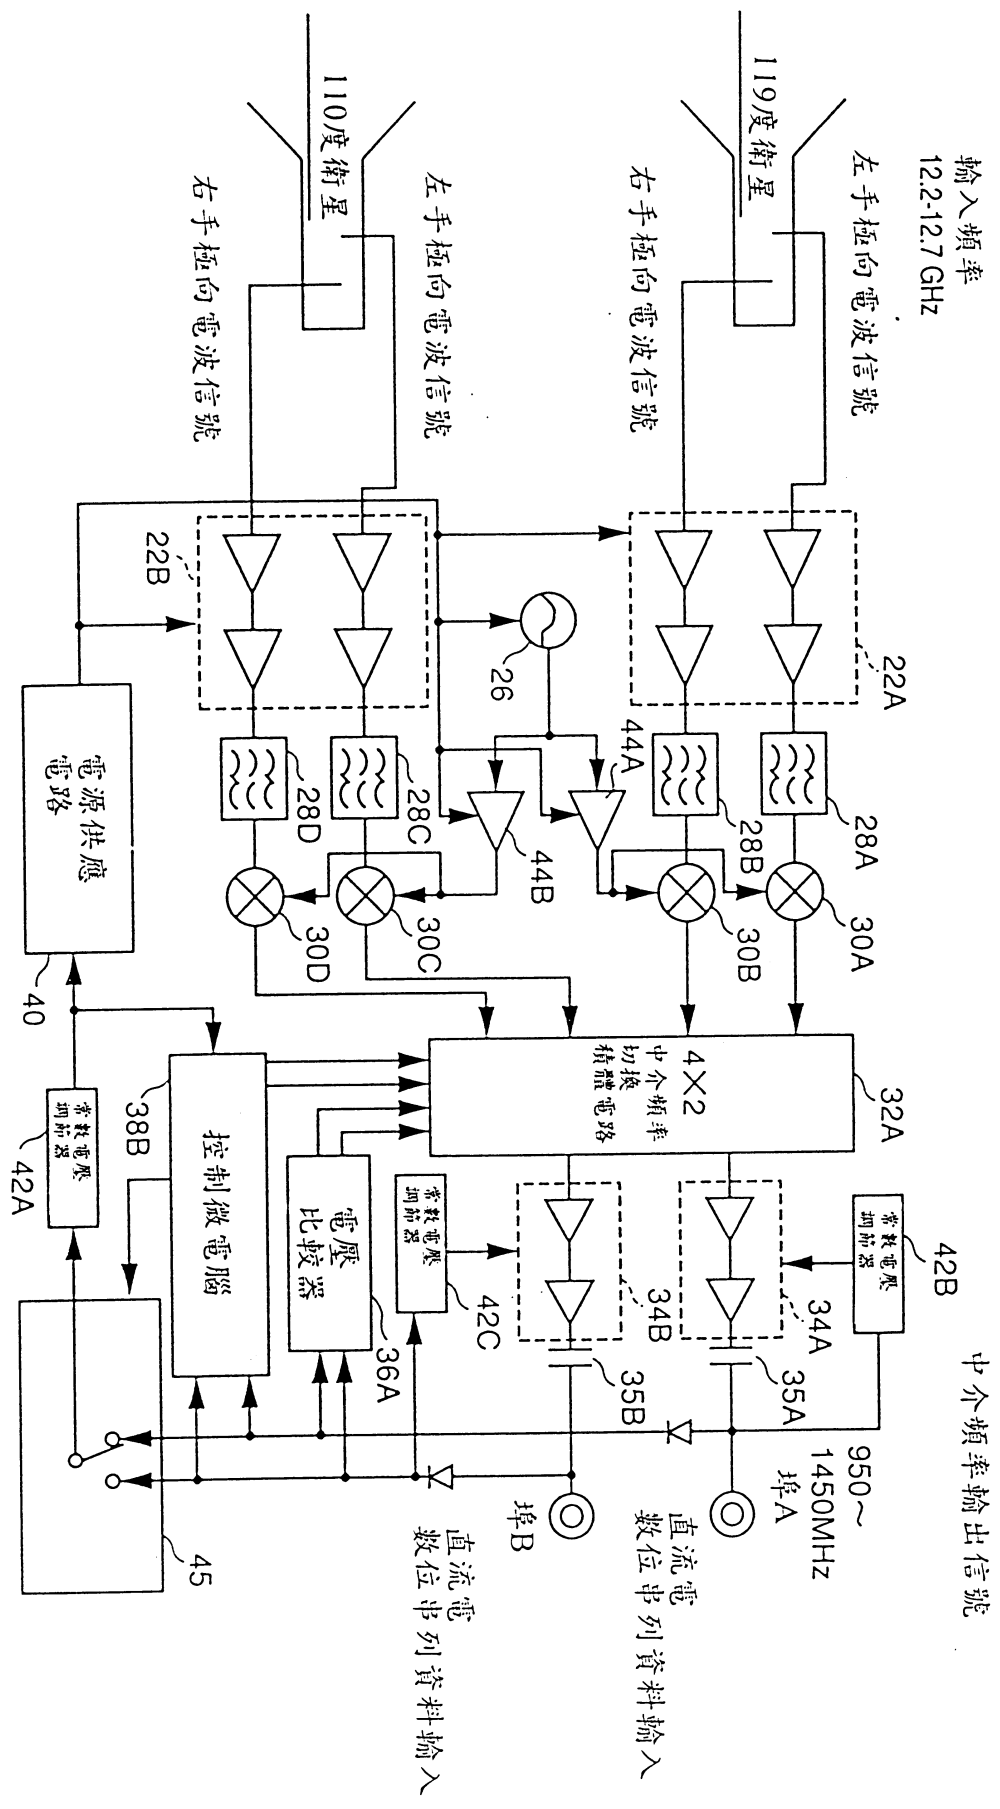 輸入頻率
12.2-12.7 GHz
中介頻率輸出信號
左手極向電波信號
119度衛星
右手極向電波信號
左手極向電波信號
110度衛星
右手極向電波信號
22A
28A
30A
32A
常數電壓
調節器
42B
34A
35A
950~
1450MHz
埠A
直流電
數位串列資料輸入
28B
30B
44A
26
44B
4×2
中介頻率
切換
積體電路
34B
35B
埠B
直流電
數位串列資料輸入
28C
30C
常數電壓
調節器
42C
22B
28D
30D
電壓
比較器
36A
控制微電腦
38B
電源供應
電路
40
常數電壓
調節器
42A
45